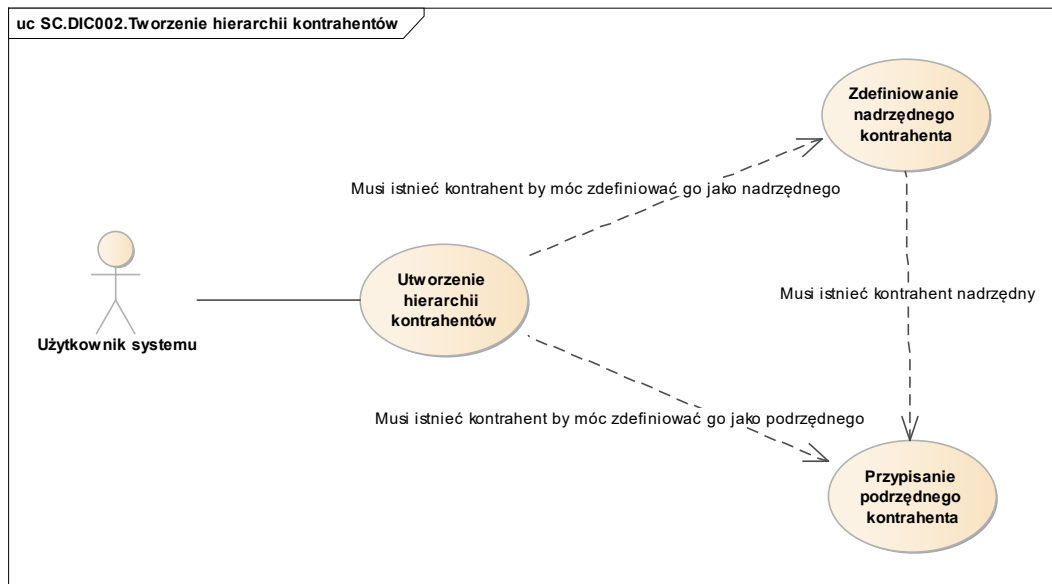 uc SC.DIC002.Tworzenie hierarchii kontrahentów
Zdefiniowanie
nadrzędnego
kontrahenta
Musi istnieć kontrahent by móc zdefiniować go jako nadrzędnego
Utworzenie
hierarchii
kontrahentów
Musi istnieć kontrahent nadrzędny
Użytkownik systemu
Musi istnieć kontrahent by móc zdefiniować go jako podrzędnego
Przypisanie
podrzędnego
kontrahenta